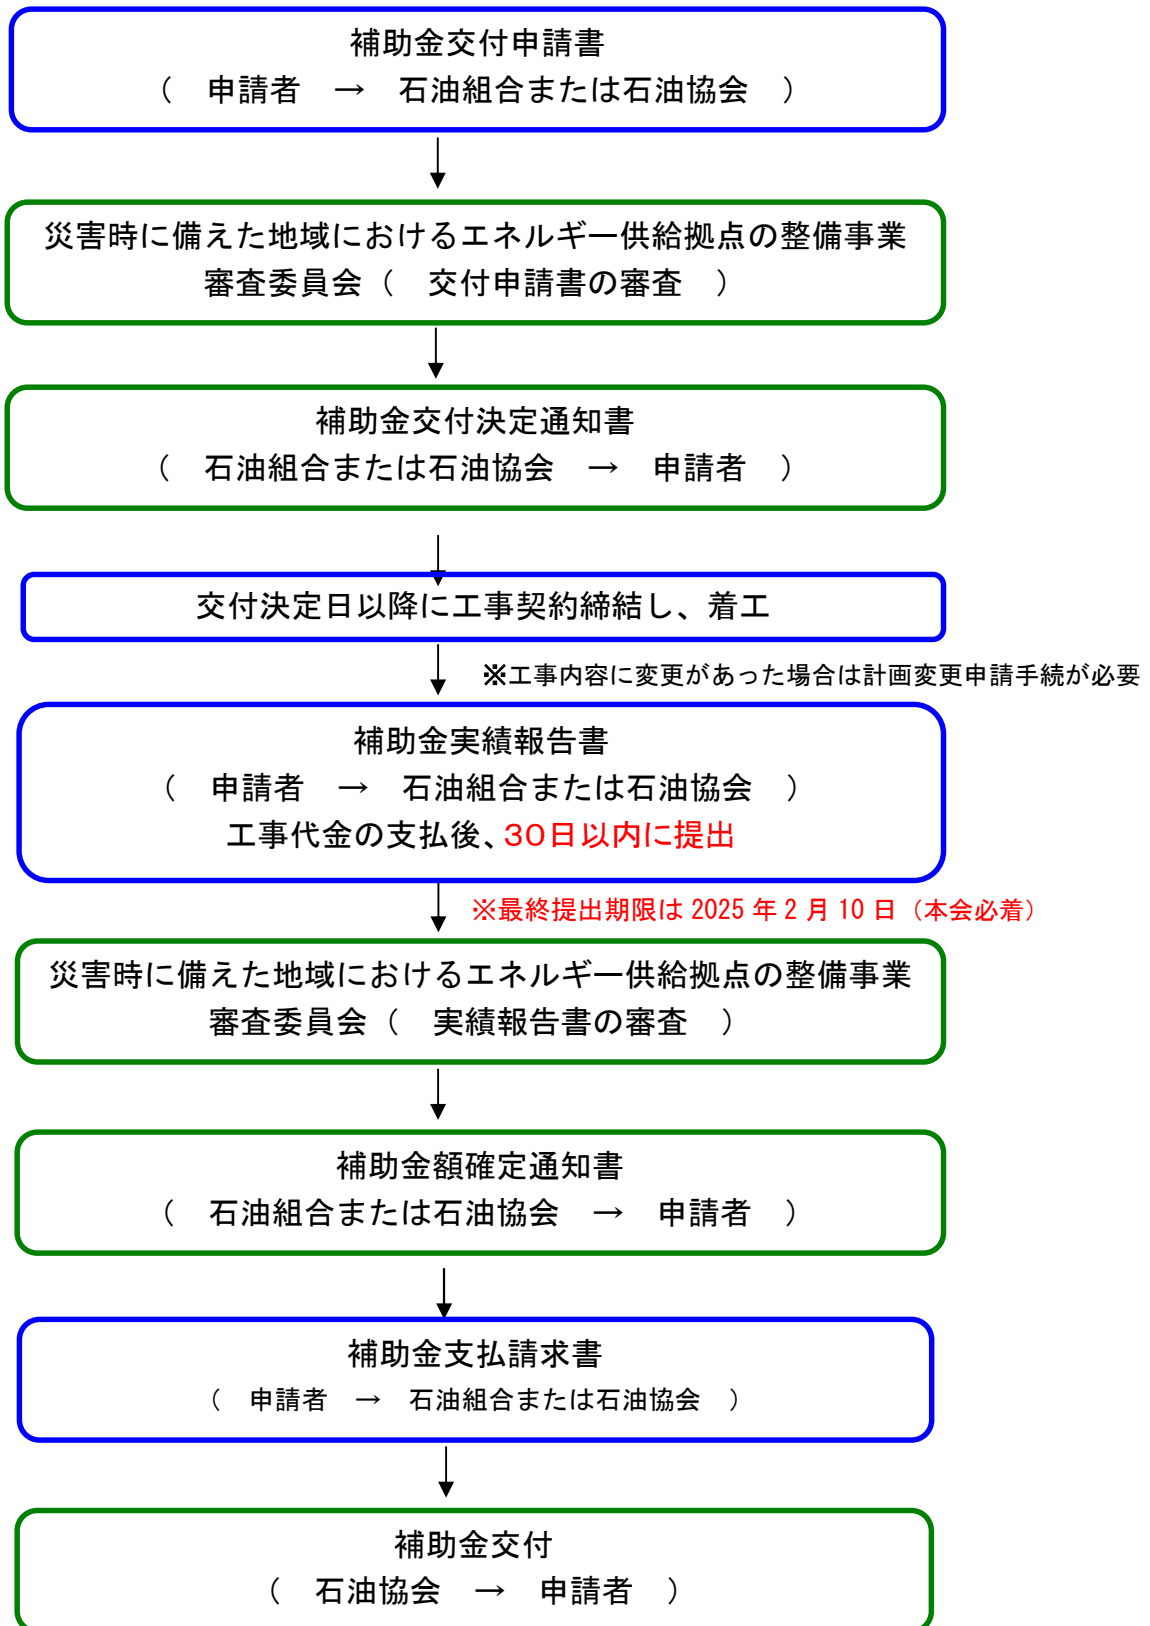 補助金交付申請書
（　申請者　→　石油組合または石油協会　）
災害時に備えた地域におけるエネルギー供給拠点の整備事業
審査委員会（　交付申請書の審査　）
補助金交付決定通知書
（　石油組合または石油協会　→　申請者　）
交付決定日以降に工事契約締結し、着工
※工事内容に変更があった場合は計画変更申請手続が必要
補助金実績報告書
（　申請者　→　石油組合または石油協会　）
工事代金の支払後、30日以内に提出
※最終提出期限は 2025 年 2 月 10 日（本会必着）
災害時に備えた地域におけるエネルギー供給拠点の整備事業
審査委員会（　実績報告書の審査　）
補助金額確定通知書
（　石油組合または石油協会　→　申請者　）
補助金支払請求書
（　申請者　→　石油組合または石油協会　）
補助金交付
（　石油協会　→　申請者　）